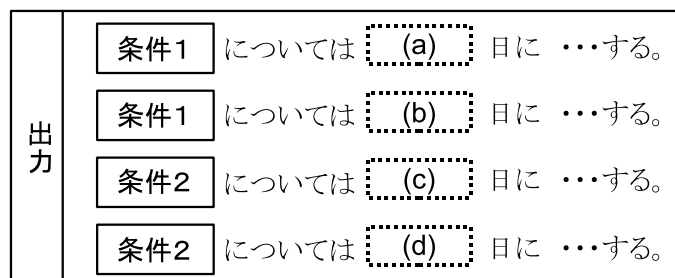 出力
条件1 については (a) 日に ・・・する。
条件1 については (b) 日に ・・・する。
条件2 については (c) 日に ・・・する。
条件2 については (d) 日に ・・・する。